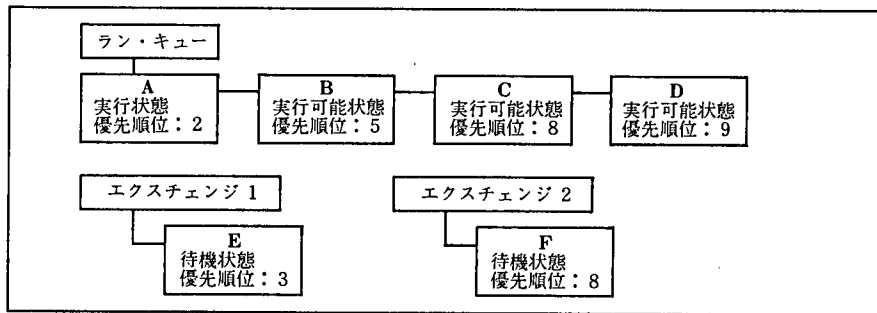 ラン・キュー
A
実行状態
優先順位：2
B
実行可能状態
優先順位：5
C
実行可能状態
優先順位：8
D
実行可能状態
優先順位：9
エクスチェンジ 1
エクスチェンジ 2
E
待機状態
優先順位：3
F
待機状態
優先順位：8